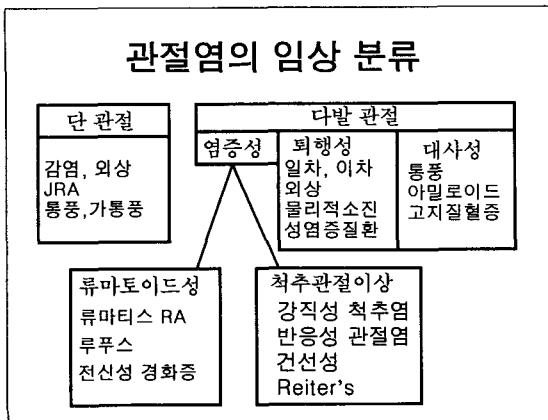 관절염의 임상 분류
단 관절
감염, 외상
JRA
통풍,가통풍
다발 관절
염증성
퇴행성
일차, 이차
외상
물리적소진
성염증질환
대사성
통풍
아밀로이드
고지질혈증
류마토이드성
류마티스 RA
루푸스
전신성 경화증
척추관절이상
강직성 척추염
반응성 관절염
건선성
Reiter's